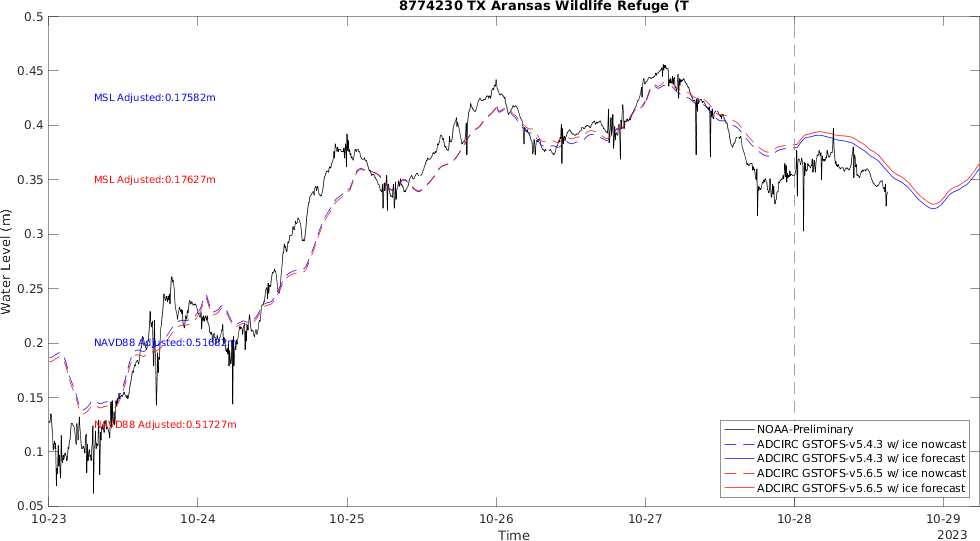 8774230 TX Aransas Wildlife Refuge (T
0.5
0.45
0.4
0.35
0.3
0.25
0.2
0.15
0.1
0.05
Water Level (m)
MSL Adjusted:0.17582m
MSL Adjusted:0.17627m
NAVD88 Adjusted:0.51682m
NAVD88 Adjusted:0.51727m
NOAA-Preliminary
ADCIRC GSTOFS-v5.4.3 w/ ice nowcast
ADCIRC GSTOFS-v5.4.3 w/ ice forecast
ADCIRC GSTOFS-v5.6.5 w/ ice nowcast
ADCIRC GSTOFS-v5.6.5 w/ ice forecast
10-23 10-24 10-25 10-26 10-27 10-28 10-29
Time
2023